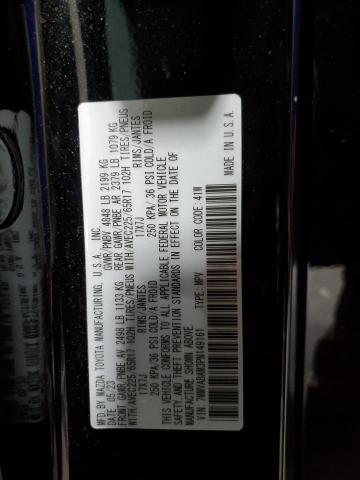 MFD. BY MAZDA TOYOTA MANUFACTURING, U.S.A., INC.
DATE 05/23 GVWR/PNBV 4848 LB 2199 KG
FRONT GAWR/PNBE AV 2498 LB 1133 KG REAR GAWR/PNBE AR 2379 LB 1079 KG
WITH/AVEC225/65R17 102H TIRES/PNEUS WITH/AVEC225/65R17 102H TIRES/PNEUS
17X7J RIMS/JANTES 17X7J RIMS/JANTES
250 KPA/36 PSI COLD/A FROID 250 KPA/36 PSI COLD/A FROID
THIS VEHICLE CONFORMS TO ALL APPLICABLE FEDERAL MOTOR VEHICLE
SAFETY AND THEFT PREVENTION STANDARDS IN EFFECT ON THE DATE OF
MANUFACTURE SHOWN ABOVE.
VIN: 7MMVABAM3PN149161 TYPE: MPV COLOR CODE: 41W
MADE IN U.S.A.